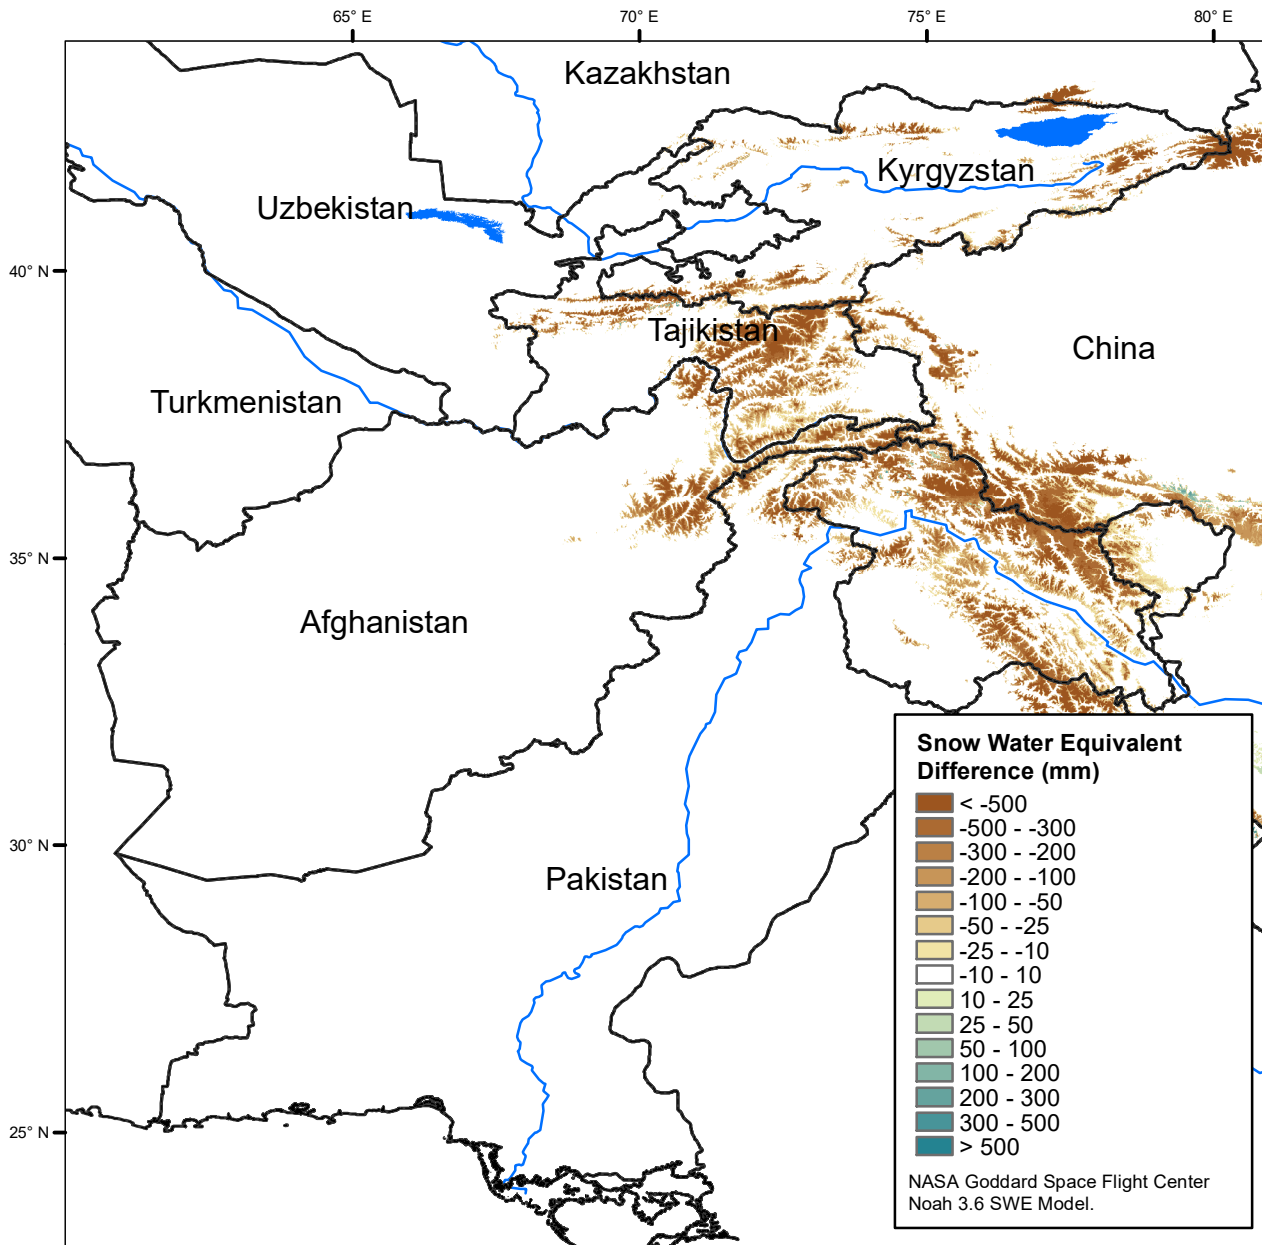 65° E
70° E
75° E
80° E
Kazakhstan
Kyrgyzstan
Uzbekistan
40° N
Tajikistan
China
Turkmenistan
35° N
Afghanistan
Snow Water Equivalent
Difference (mm)
< -500
-500 - -300
-300 - -200
-200 - -100
-100 - -50
-50 - -25
-25 - -10
-10 - 10
10 - 25
25 - 50
50 - 100
100 - 200
200 - 300
300 - 500
> 500
NASA Goddard Space Flight Center
Noah 3.6 SWE Model.
30° N
Pakistan
25° N